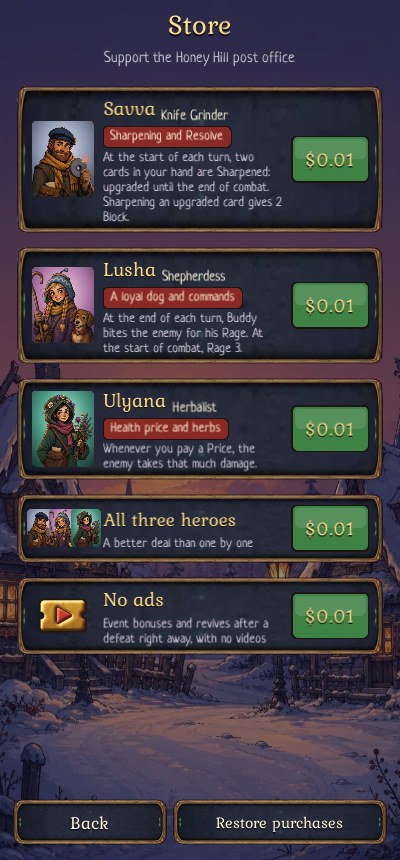 Store
Support the Honey Hill post office
Savva Knife Grinder
Sharpening and Resolve
At the start of each turn, two
cards in your hand are Sharpened:
upgraded until the end of combat.
Sharpening an upgraded card gives 2
Block.
$0.01
Lusha Shepherdess
A loyal dog and commands
At the end of each turn, Buddy
bites the enemy for his Rage. At
the start of combat, Rage 3.
$0.01
Ulyana Herbalist
Health price and herbs
Whenever you pay a Price, the
enemy takes that much damage.
$0.01
All three heroes
A better deal than one by one
$0.01
No ads
Event bonuses and revives after a
defeat right away, with no videos
$0.01
Back
Restore purchases